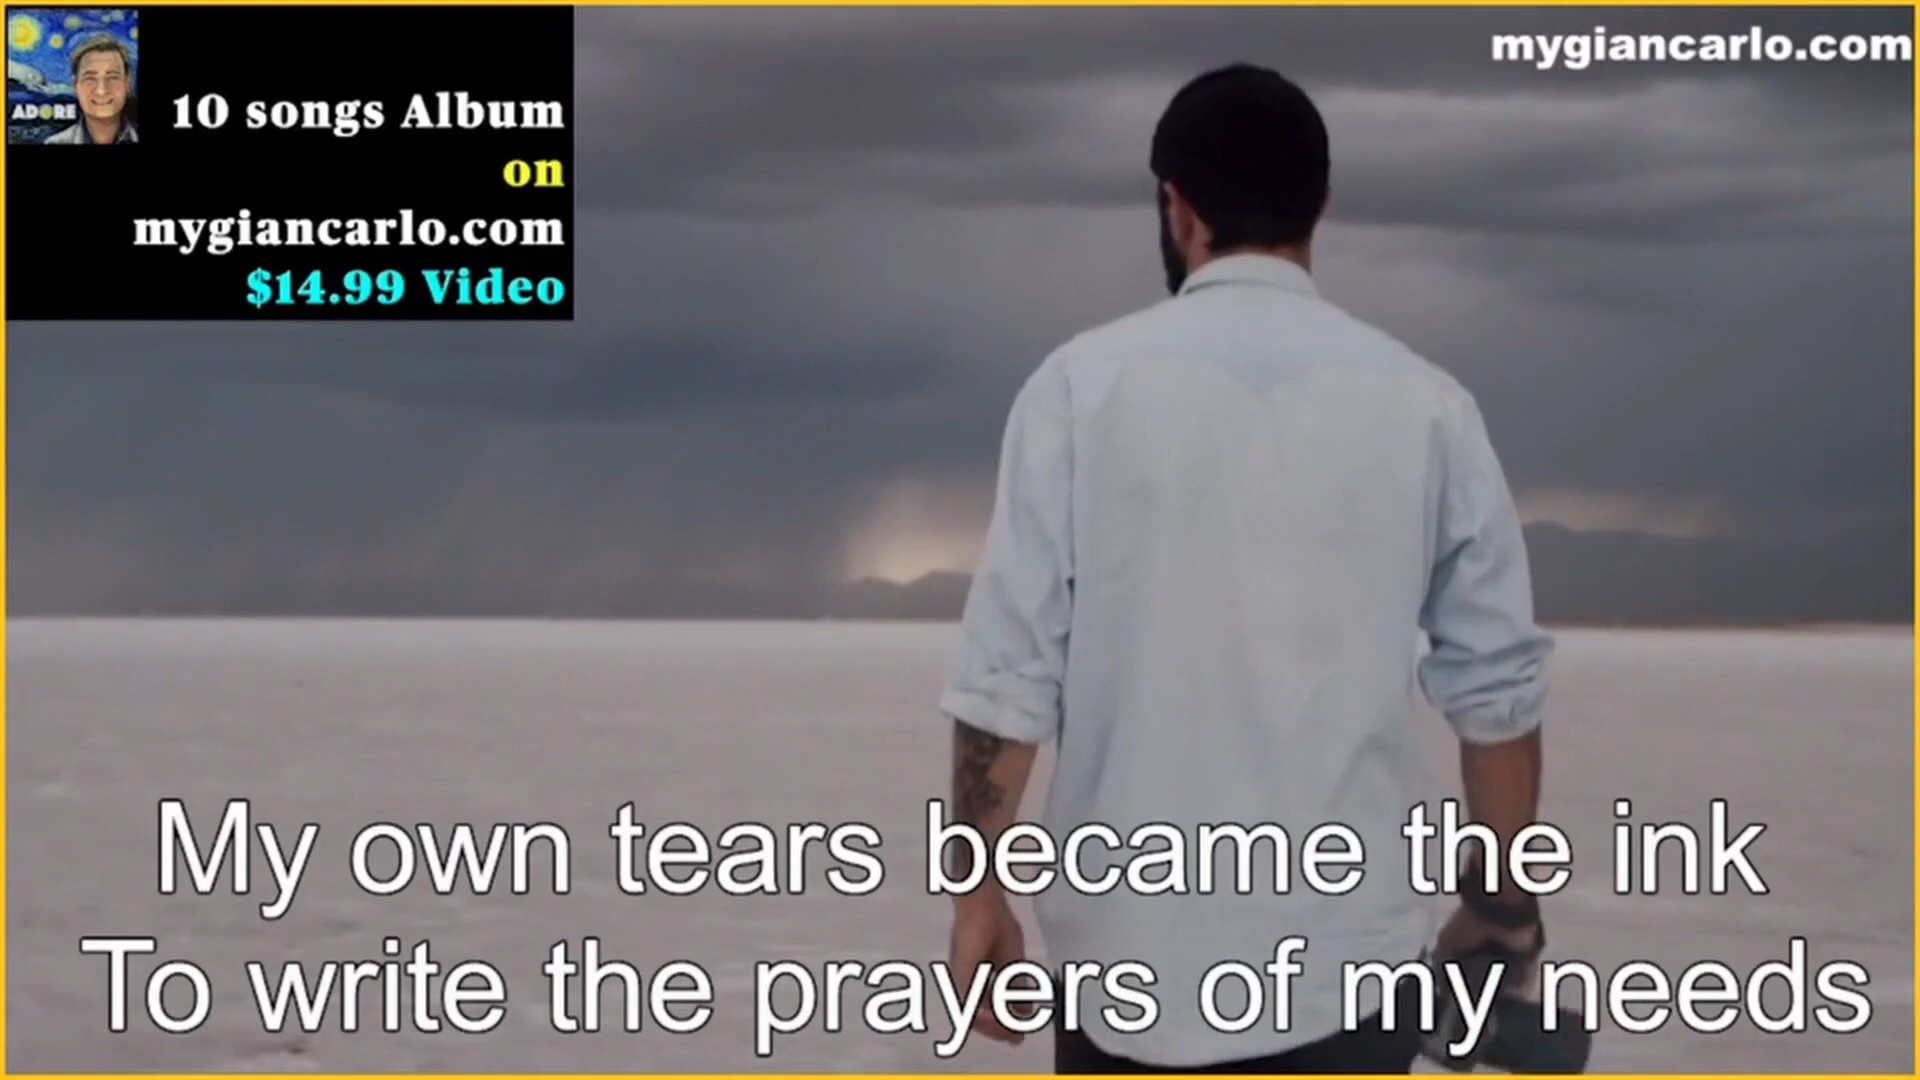 ADORE
10 songs Album
on
mygiancarlo.com
$14.99 Video
mygiancarlo.com
My own tears became the ink
To write the prayers of my needs